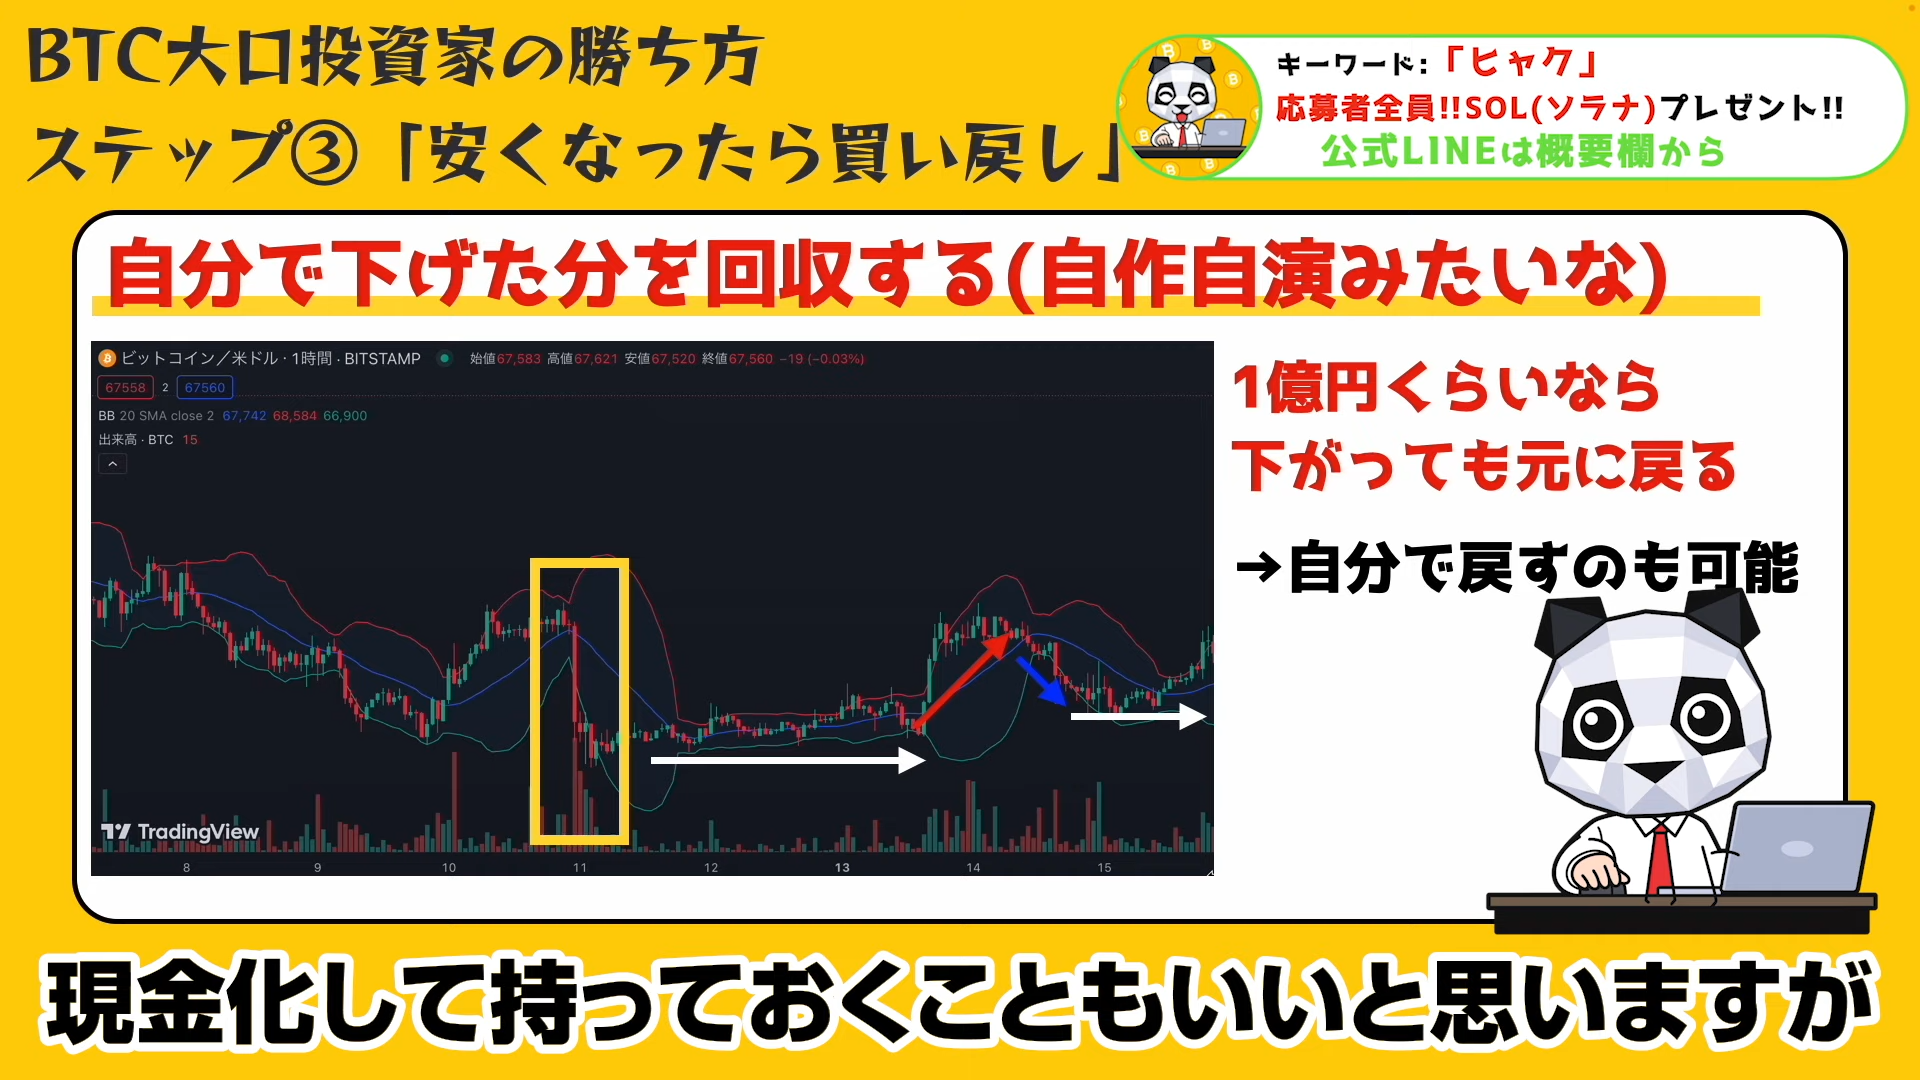 BTC大口投資家の勝ち方
ステップ③「安くなったら買い戻し」
キーワード:「ヒャク」
応募者全員!!SOL(ソラナ)プレゼント!!
公式LINEは概要欄から
自分で下げた分を回収する(自作自演みたいな)
ビットコイン／米ドル · 1時間 · BITSTAMP 始値67,583 高値67,621 安値67,520 終値67,560 −19 (−0.03%)
67558 2 67560
BB 20 SMA close 2 67,742 68,584 66,900
出来高 · BTC 15
1億円くらいなら
下がっても元に戻る
→自分で戻すのも可能
TradingView
8 9 10 11 12 13 14 15
現金化して持っておくこともいいと思いますが